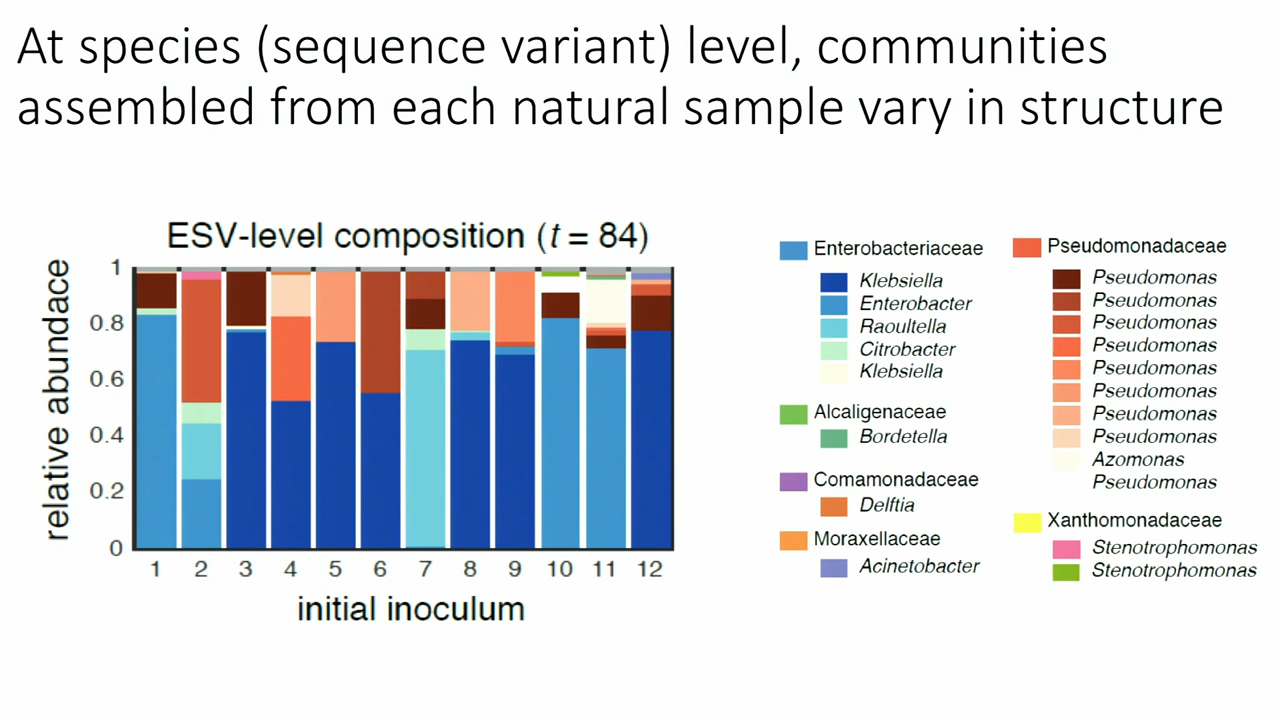 At species (sequence variant) level, communities
assembled from each natural sample vary in structure
ESV-level composition (t = 84)
relative abundace
1
0.8
0.6
0.4
0.2
0
1 2 3 4 5 6 7 8 9 10 11 12
initial inoculum
Enterobacteriaceae
Klebsiella
Enterobacter
Raoultella
Citrobacter
Klebsiella
Alcaligenaceae
Bordetella
Comamonadaceae
Delftia
Moraxellaceae
Acinetobacter
Pseudomonadaceae
Pseudomonas
Pseudomonas
Pseudomonas
Pseudomonas
Pseudomonas
Pseudomonas
Pseudomonas
Pseudomonas
Azomonas
Pseudomonas
Xanthomonadaceae
Stenotrophomonas
Stenotrophomonas